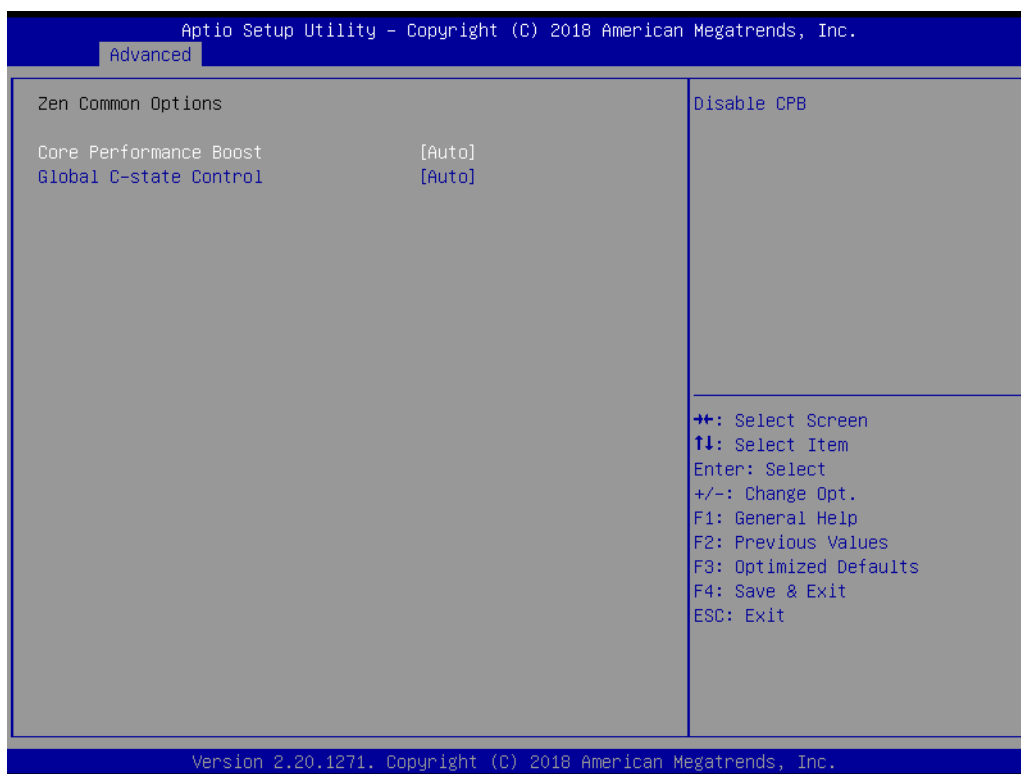 Aptio Setup Utility – Copyright (C) 2018 American Megatrends, Inc.
Advanced
Zen Common Options
Core Performance Boost [Auto]
Global C-state Control [Auto]
Disable CPB
→←: Select Screen
↑↓: Select Item
Enter: Select
+/-: Change Opt.
F1: General Help
F2: Previous Values
F3: Optimized Defaults
F4: Save & Exit
ESC: Exit
Version 2.20.1271. Copyright (C) 2018 American Megatrends, Inc.